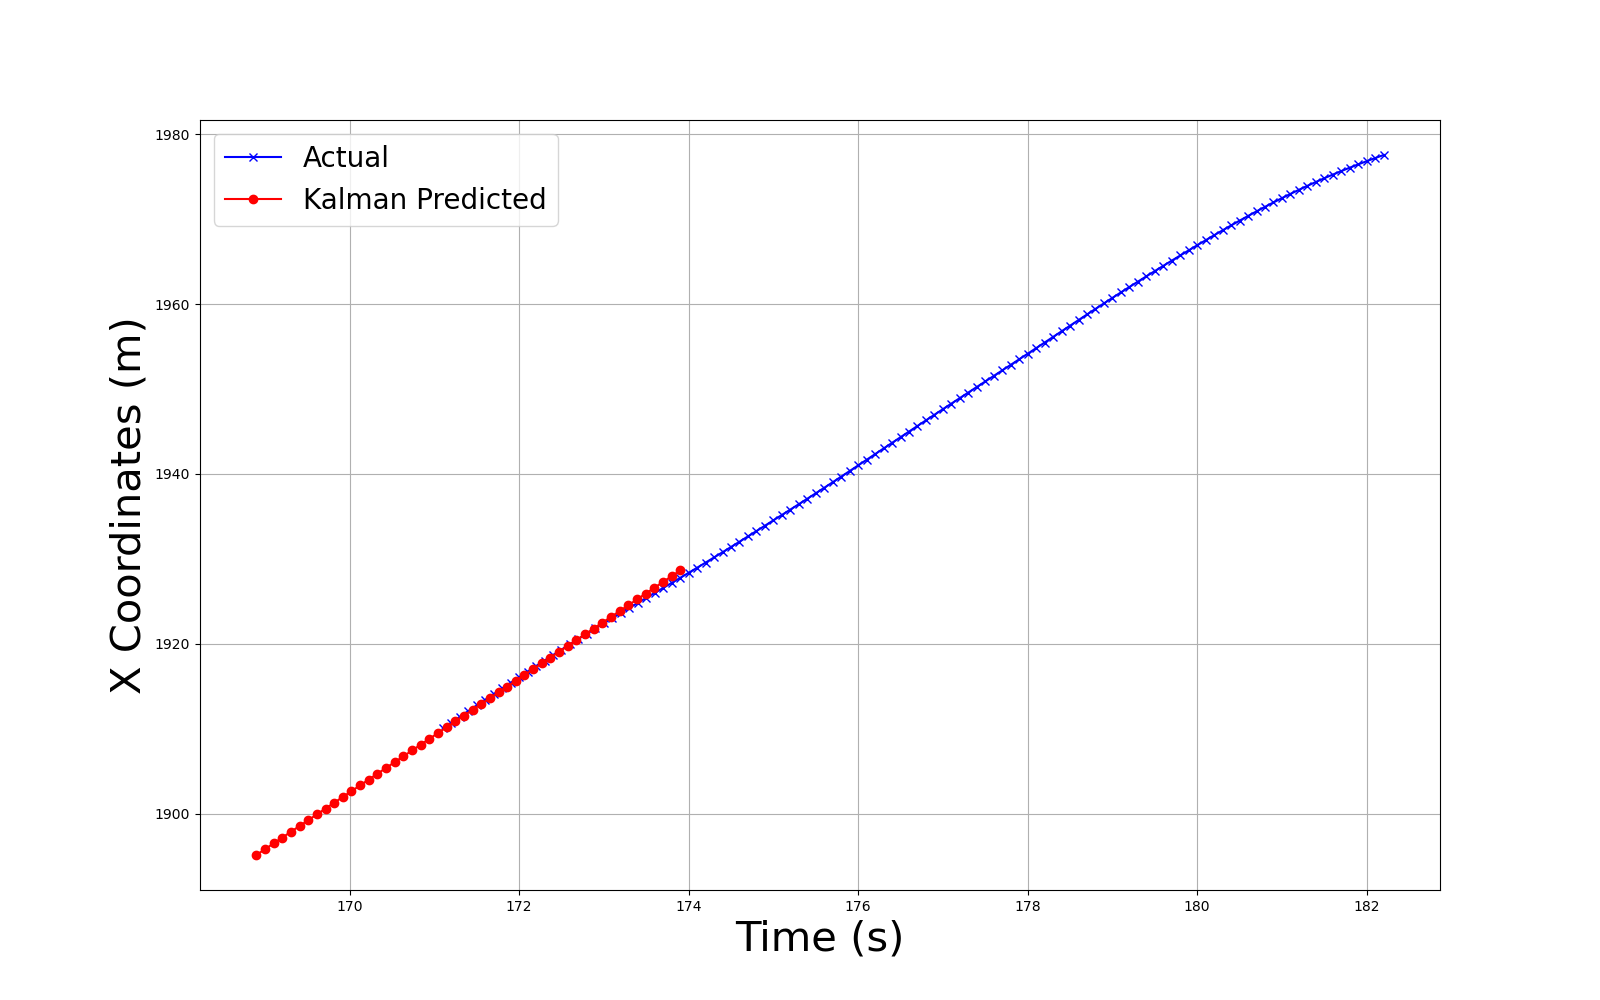 Actual
Kalman Predicted
1980
1960
1940
1920
1900
X Coordinates (m)
170 172 174 176 178 180 182
Time (s)